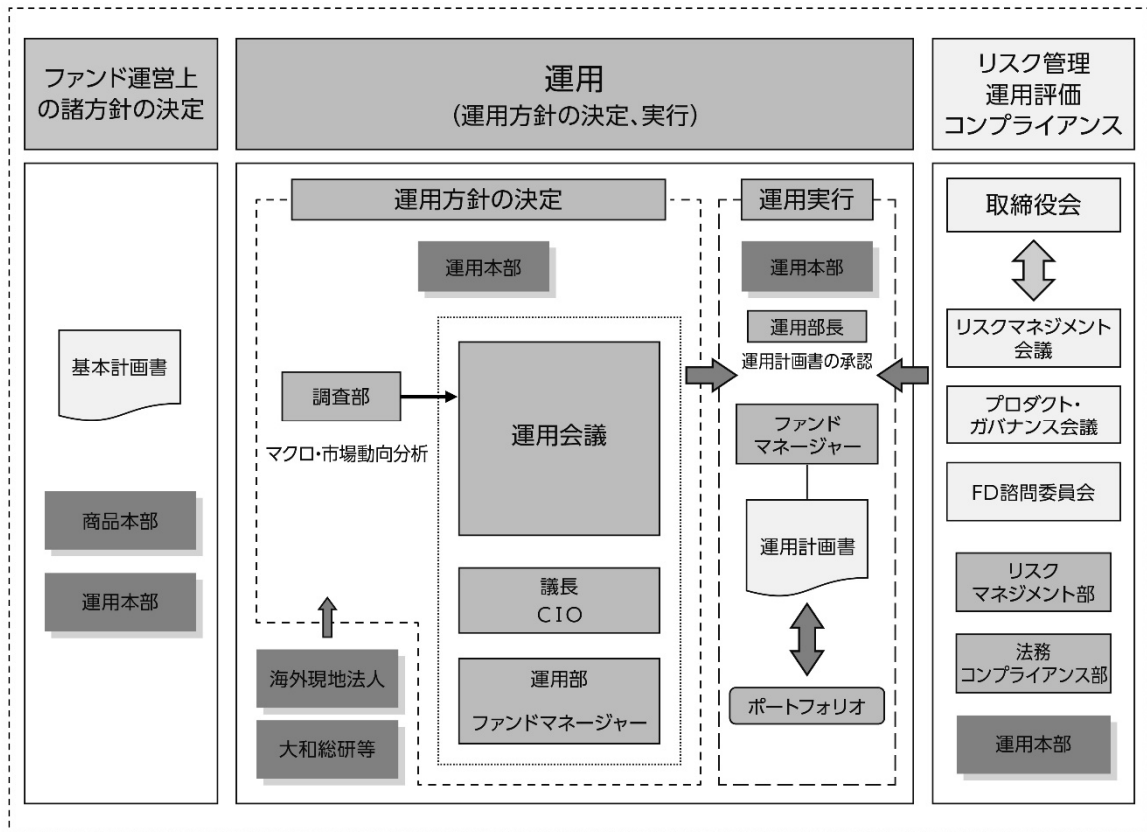 ファンド運営上
の諸方針の決定
基本計画書
商品本部
運用本部
運用
(運用方針の決定、実行)
運用方針の決定
運用本部
調査部
マクロ・市場動向分析
運用会議
議長
CIO
運用部
ファンドマネージャー
海外現地法人
大和総研等
運用実行
運用本部
運用部長
運用計画書の承認
ファンド
マネージャー
運用計画書
ポートフォリオ
リスク管理
運用評価
コンプライアンス
取締役会
リスクマネジメント
会議
プロダクト・
ガバナンス会議
FD諮問委員会
リスク
マネジメント部
法務
コンプライアンス部
運用本部